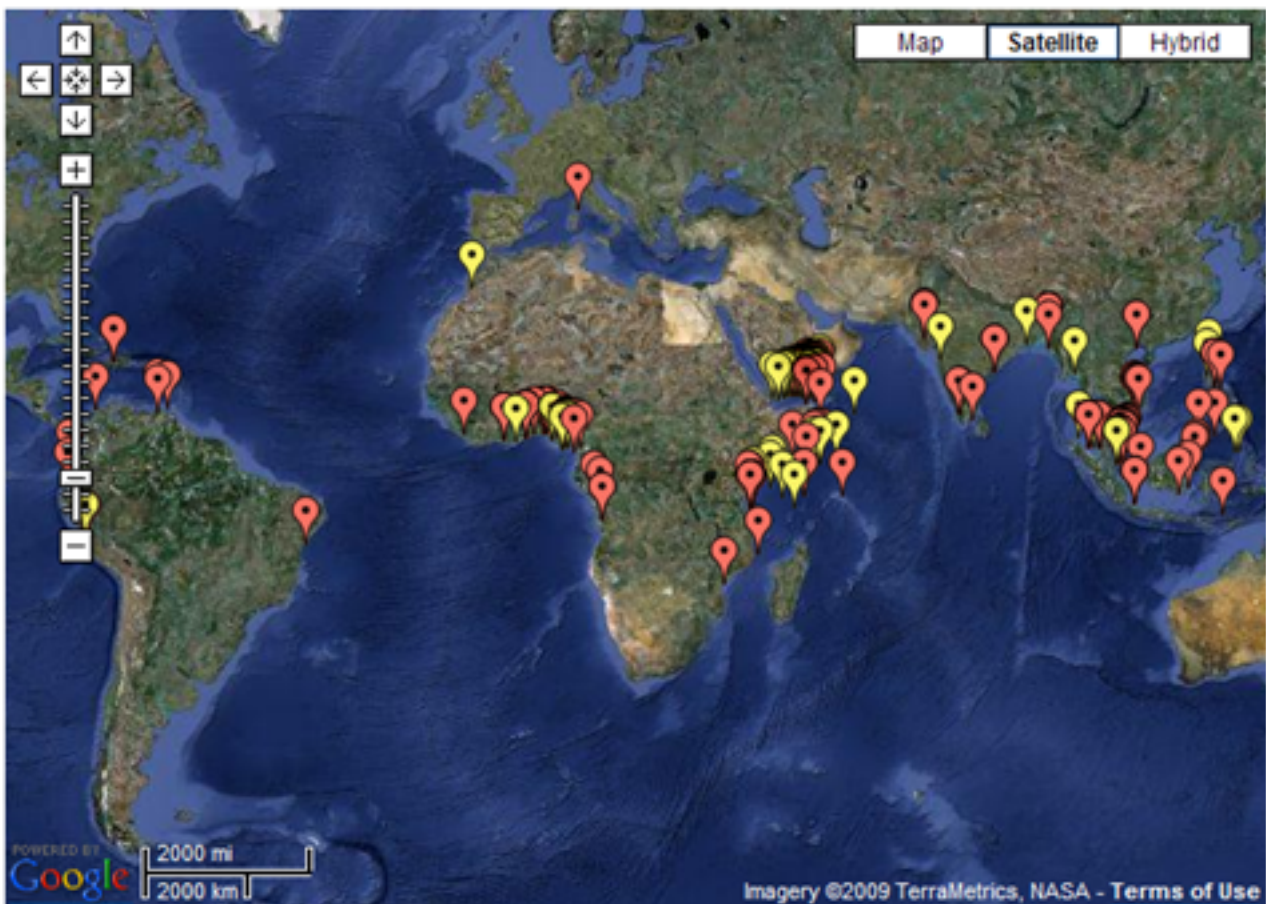 Map Satellite Hybrid
POWERED BY
Google
2000 mi
2000 km
Imagery ©2009 TerraMetrics, NASA - Terms of Use